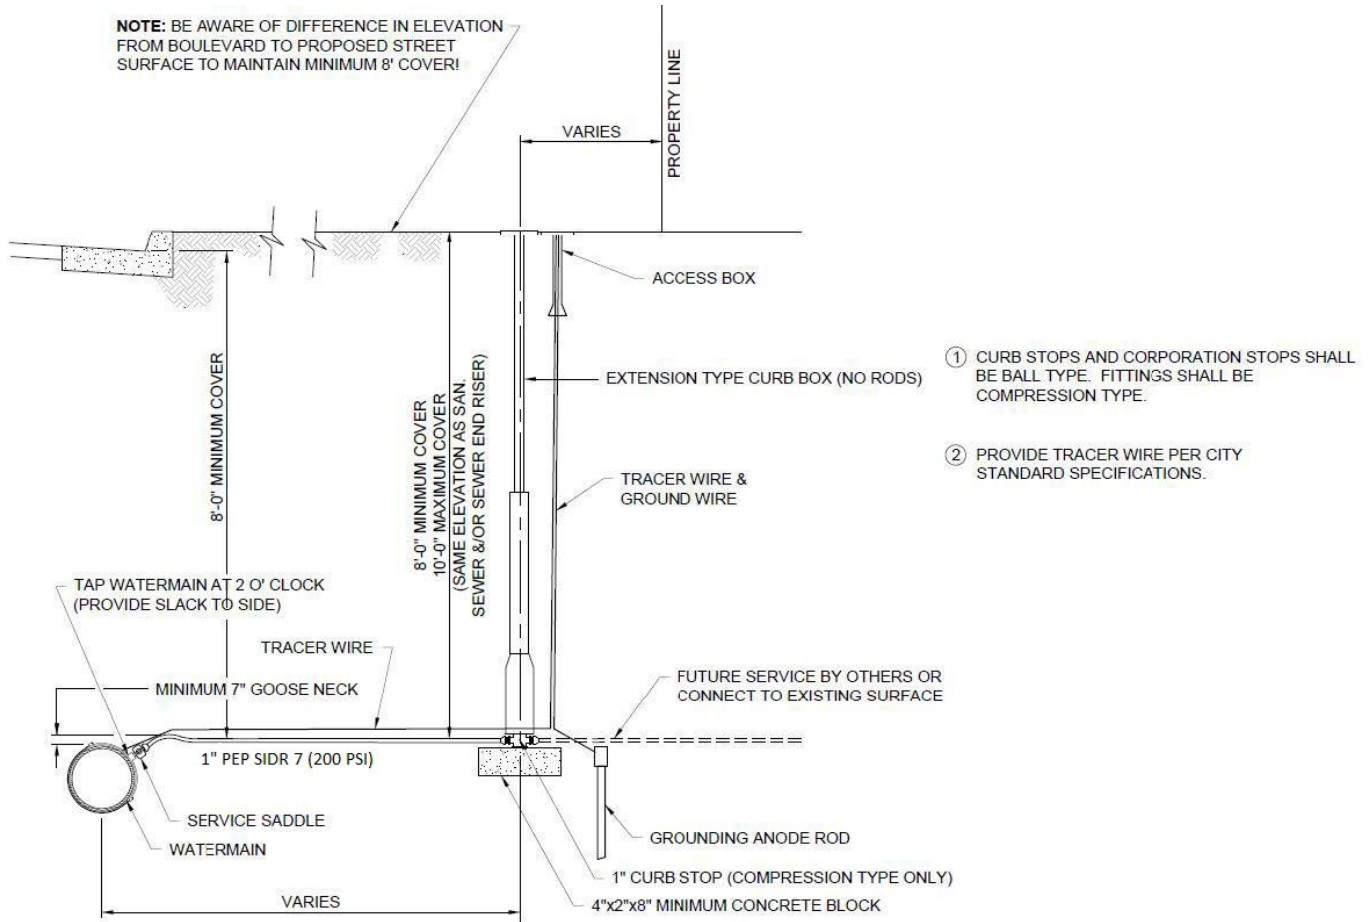 NOTE: BE AWARE OF DIFFERENCE IN ELEVATION
FROM BOULEVARD TO PROPOSED STREET
SURFACE TO MAINTAIN MINIMUM 8' COVER!
VARIES
PROPERTY LINE
ACCESS BOX
EXTENSION TYPE CURB BOX (NO RODS)
1 CURB STOPS AND CORPORATION STOPS SHALL
BE BALL TYPE. FITTINGS SHALL BE
COMPRESSION TYPE.
2 PROVIDE TRACER WIRE PER CITY
STANDARD SPECIFICATIONS.
8'-0" MINIMUM COVER
8'-0" MINIMUM COVER
10'-0" MAXIMUM COVER
(SAME ELEVATION AS SAN.
SEWER &/OR SEWER END RISER)
TRACER WIRE &
GROUND WIRE
TAP WATERMAIN AT 2 O' CLOCK
(PROVIDE SLACK TO SIDE)
TRACER WIRE
MINIMUM 7" GOOSE NECK
FUTURE SERVICE BY OTHERS OR
CONNECT TO EXISTING SURFACE
1" PEP SIDR 7 (200 PSI)
SERVICE SADDLE
WATERMAIN
GROUNDING ANODE ROD
1" CURB STOP (COMPRESSION TYPE ONLY)
4"x2"x8" MINIMUM CONCRETE BLOCK
VARIES